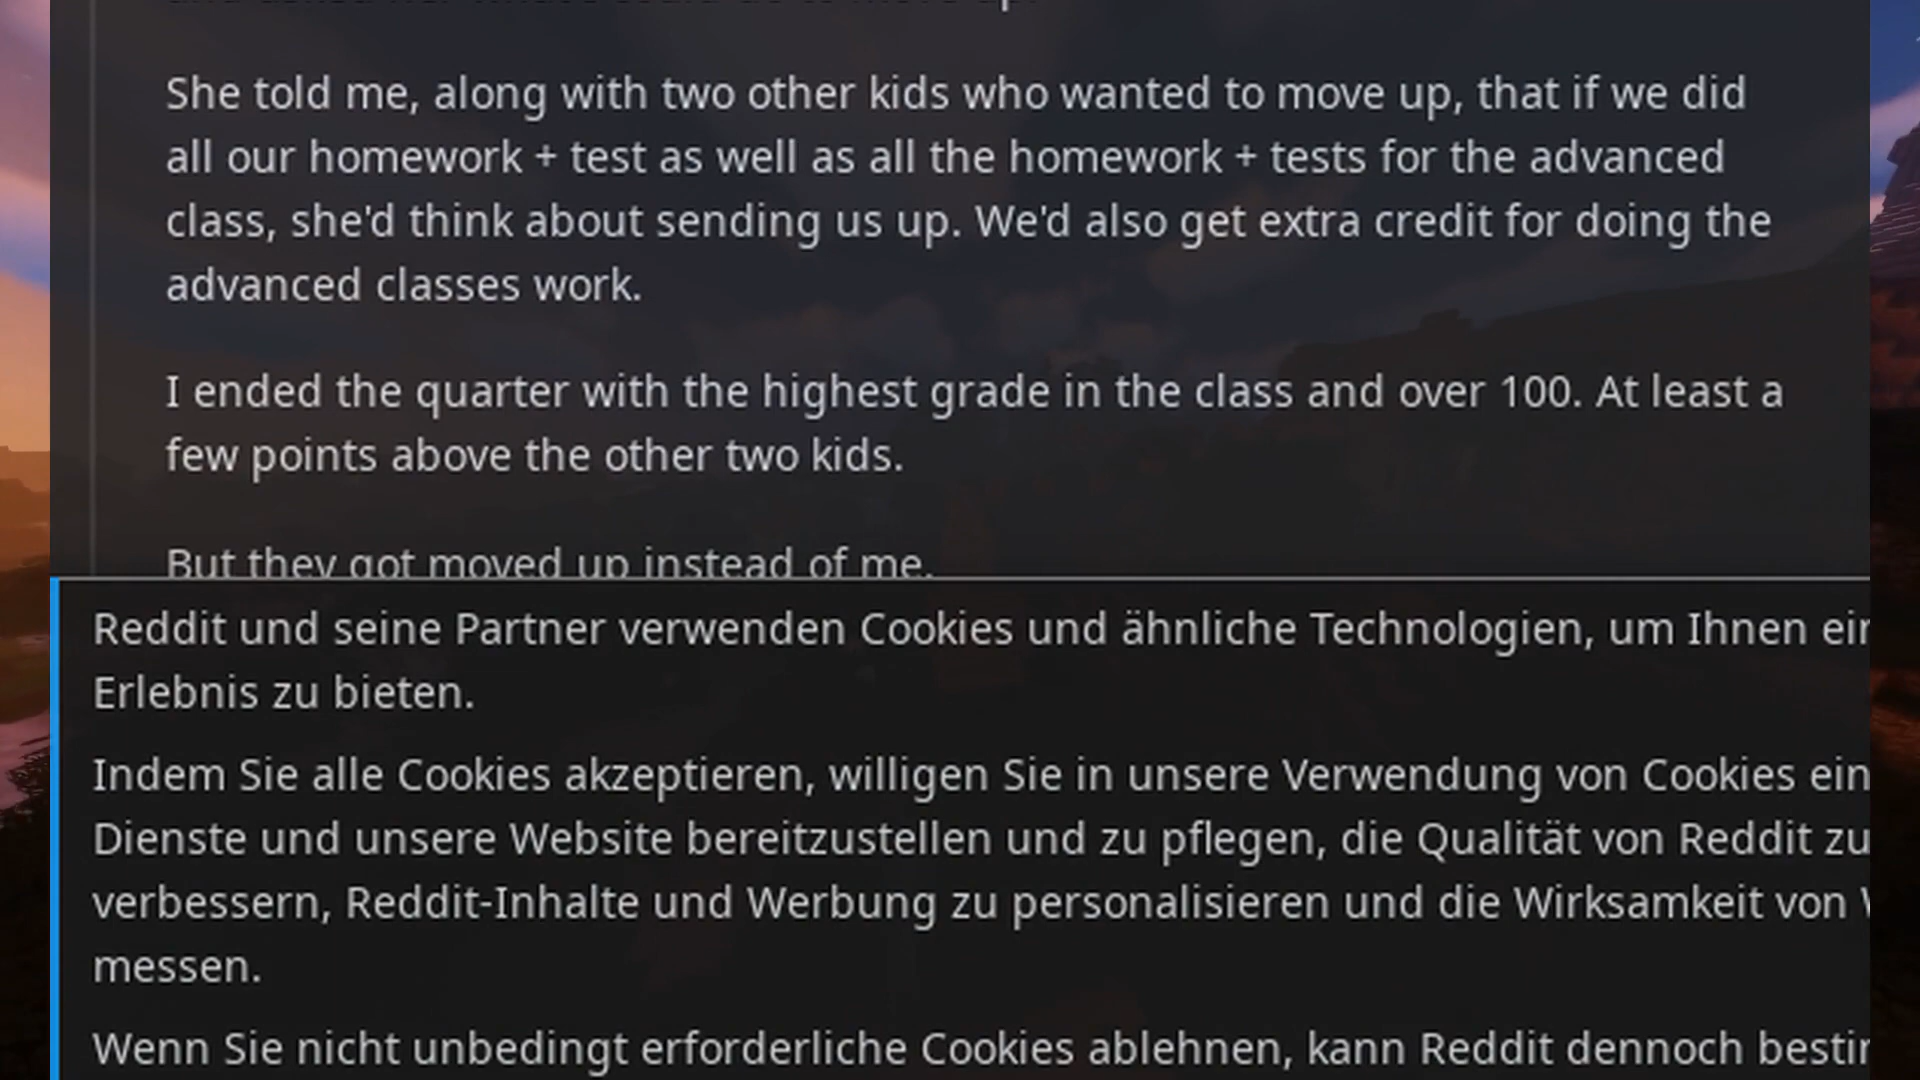 She told me, along with two other kids who wanted to move up, that if we did
all our homework + test as well as all the homework + tests for the advanced
class, she'd think about sending us up. We'd also get extra credit for doing the
advanced classes work.
I ended the quarter with the highest grade in the class and over 100. At least a
few points above the other two kids.
But they got moved up instead of me.
Reddit und seine Partner verwenden Cookies und ähnliche Technologien, um Ihnen
Erlebnis zu bieten.
Indem Sie alle Cookies akzeptieren, willigen Sie in unsere Verwendung von Cookies ein
Dienste und unsere Website bereitzustellen und zu pflegen, die Qualität von Reddit zu
verbessern, Reddit-Inhalte und Werbung zu personalisieren und die Wirksamkeit von
messen.
Wenn Sie nicht unbedingt erforderliche Cookies ablehnen, kann Reddit dennoch